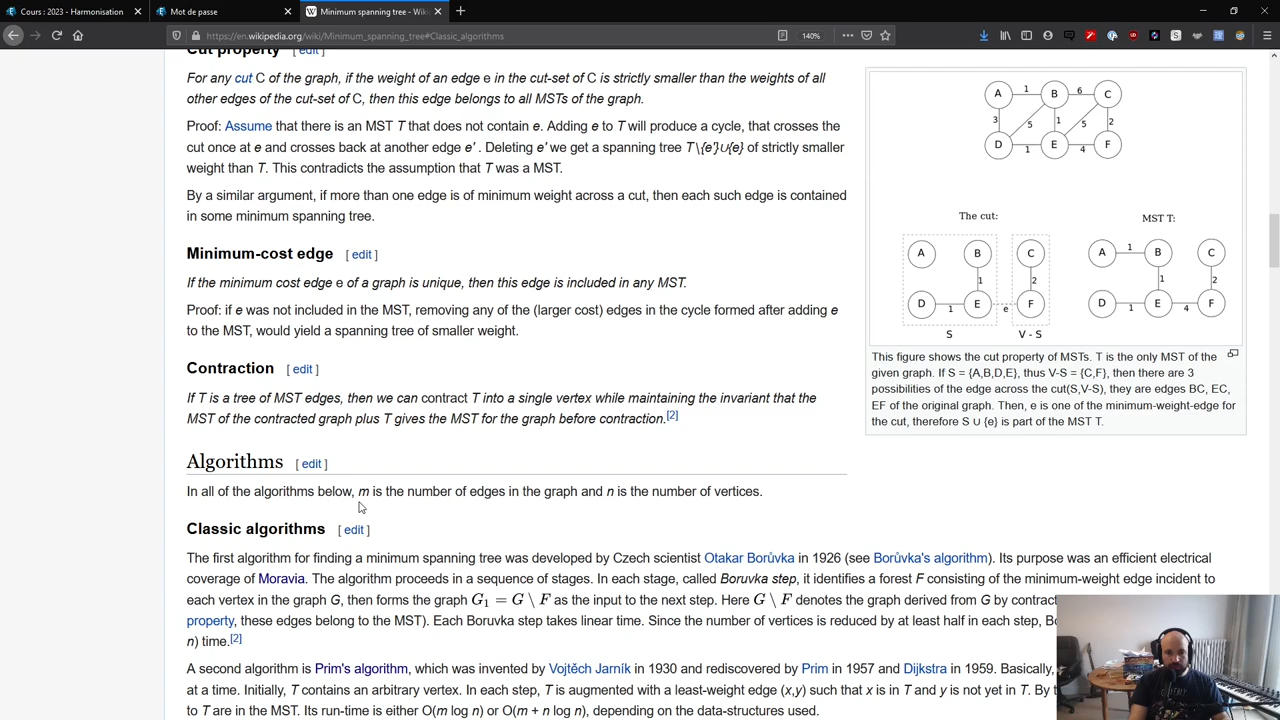 Cours : 2023 - Harmonisation
Mot de passe
Minimum spanning tree - Wiki
https://en.wikipedia.org/wiki/Minimum_spanning_tree#Classic_algorithms
140%
Cut property [ edit ]
For any cut C of the graph, if the weight of an edge e in the cut-set of C is strictly smaller than the weights of all
other edges of the cut-set of C, then this edge belongs to all MSTs of the graph.
Proof: Assume that there is an MST T that does not contain e. Adding e to T will produce a cycle, that crosses the
cut once at e and crosses back at another edge e' . Deleting e' we get a spanning tree T\{e'}∪{e} of strictly smaller
weight than T. This contradicts the assumption that T was a MST.
By a similar argument, if more than one edge is of minimum weight across a cut, then each such edge is contained
in some minimum spanning tree.
Minimum-cost edge [ edit ]
If the minimum cost edge e of a graph is unique, then this edge is included in any MST.
Proof: if e was not included in the MST, removing any of the (larger cost) edges in the cycle formed after adding e
to the MST, would yield a spanning tree of smaller weight.
Contraction [ edit ]
If T is a tree of MST edges, then we can contract T into a single vertex while maintaining the invariant that the
MST of the contracted graph plus T gives the MST for the graph before contraction.[2]
A 1 B 6 C
3 5 1 5 2
D 1 E 4 F
The cut:
MST T:
A B C
1 2
D 1 E e F
S V - S
A 1 B C
1 2
D 1 E 4 F
This figure shows the cut property of MSTs. T is the only MST of the
given graph. If S = {A,B,D,E}, thus V-S = {C,F}, then there are 3
possibilities of the edge across the cut(S,V-S), they are edges BC, EC,
EF of the original graph. Then, e is one of the minimum-weight-edge for
the cut, therefore S ∪ {e} is part of the MST T.
Algorithms [ edit ]
In all of the algorithms below, m is the number of edges in the graph and n is the number of vertices.
Classic algorithms [ edit ]
The first algorithm for finding a minimum spanning tree was developed by Czech scientist Otakar Borůvka in 1926 (see Borůvka's algorithm). Its purpose was an efficient electrical
coverage of Moravia. The algorithm proceeds in a sequence of stages. In each stage, called Boruvka step, it identifies a forest F consisting of the minimum-weight edge incident to
each vertex in the graph G, then forms the graph G₁ = G \ F as the input to the next step. Here G \ F denotes the graph derived from G by contract
property, these edges belong to the MST). Each Boruvka step takes linear time. Since the number of vertices is reduced by at least half in each step, Bo
n) time.[2]
A second algorithm is Prim's algorithm, which was invented by Vojtěch Jarník in 1930 and rediscovered by Prim in 1957 and Dijkstra in 1959. Basically,
at a time. Initially, T contains an arbitrary vertex. In each step, T is augmented with a least-weight edge (x,y) such that x is in T and y is not yet in T. By t
to T are in the MST. Its run-time is either O(m log n) or O(m + n log n), depending on the data-structures used.